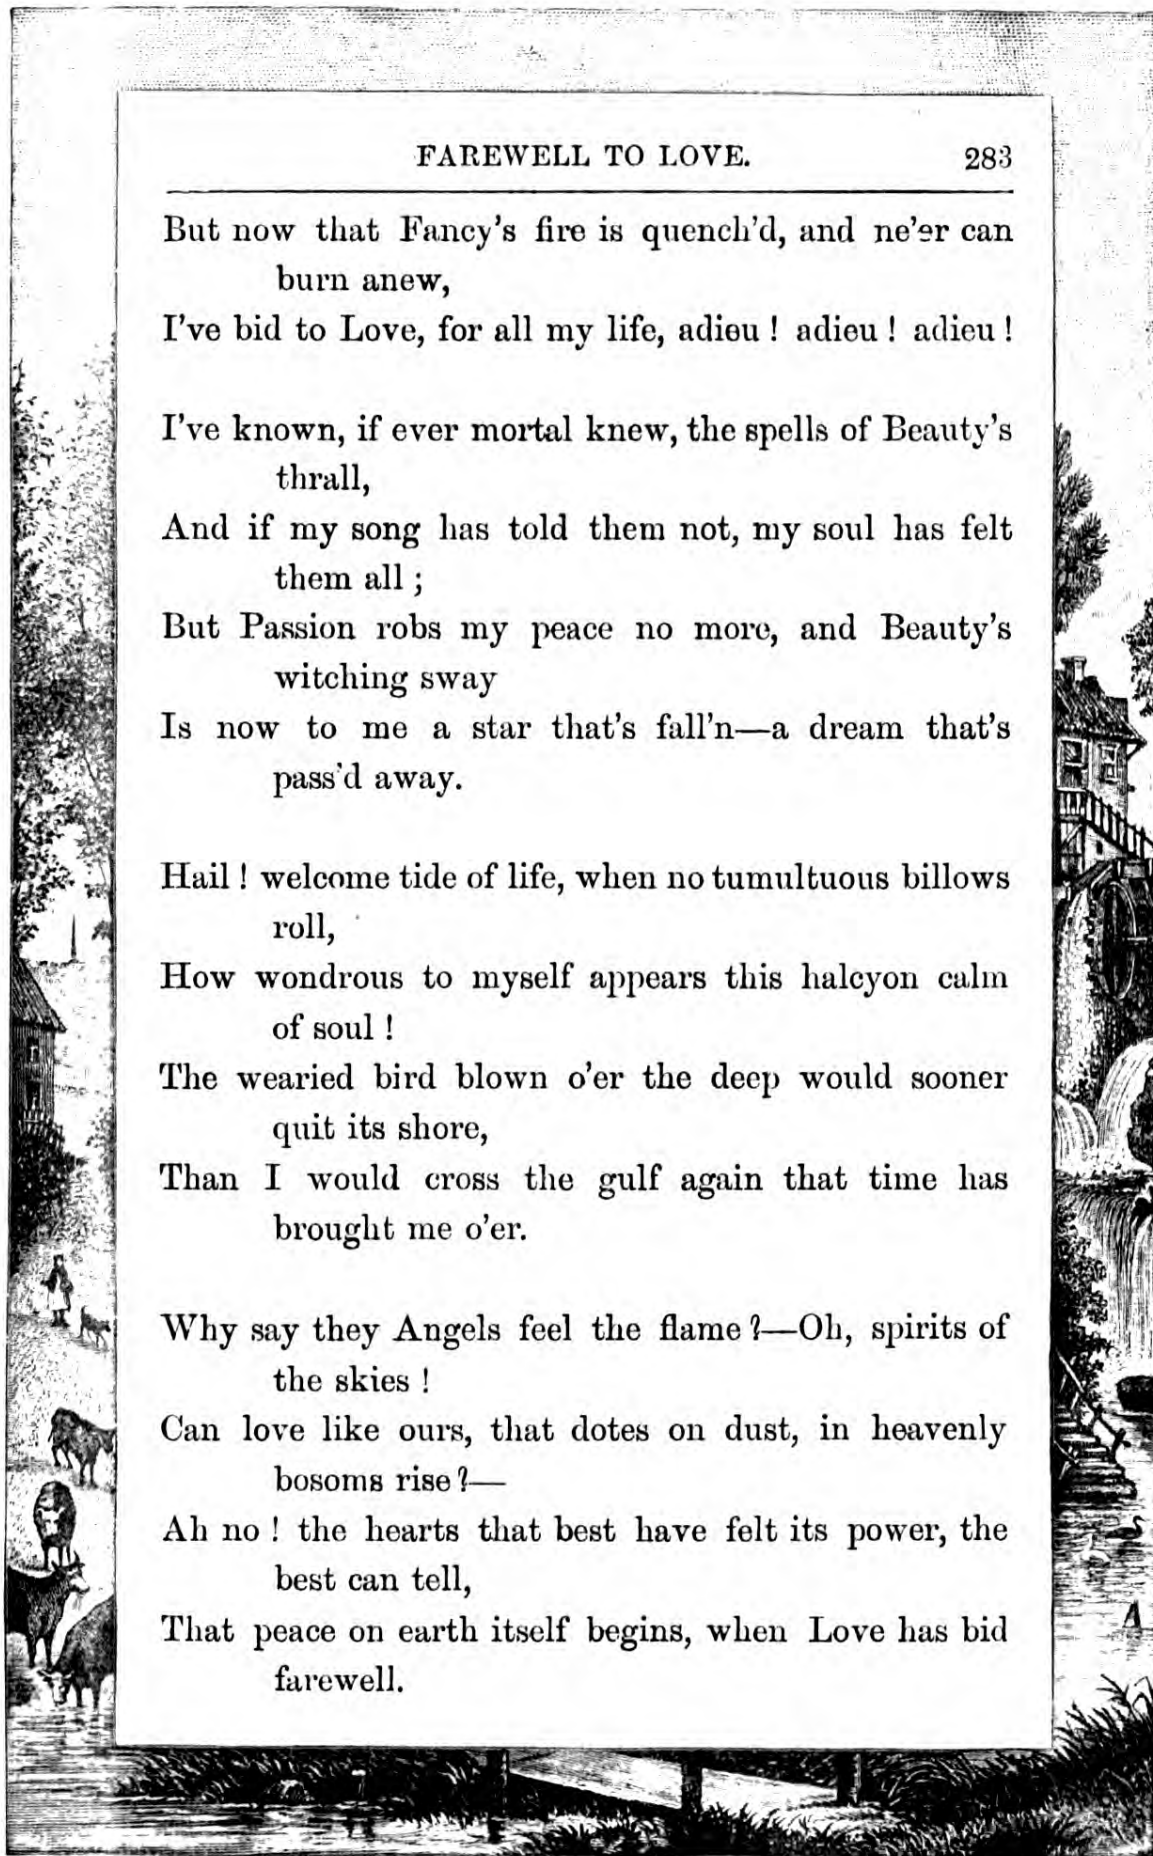 FAREWELL TO LOVE. 283
But now that Fancy's fire is quench'd, and ne'er can
burn anew,
I've bid to Love, for all my life, adieu ! adieu ! adieu !
I've known, if ever mortal knew, the spells of Beauty's
thrall,
And if my song has told them not, my soul has felt
them all ;
But Passion robs my peace no more, and Beauty's
witching sway
Is now to me a star that's fall'n—a dream that's
pass'd away.
Hail ! welcome tide of life, when no tumultuous billows
roll,
How wondrous to myself appears this halcyon calm
of soul !
The wearied bird blown o'er the deep would sooner
quit its shore,
Than I would cross the gulf again that time has
brought me o'er.
Why say they Angels feel the flame ?—Oh, spirits of
the skies !
Can love like ours, that dotes on dust, in heavenly
bosoms rise ?—
Ah no ! the hearts that best have felt its power, the
best can tell,
That peace on earth itself begins, when Love has bid
farewell.